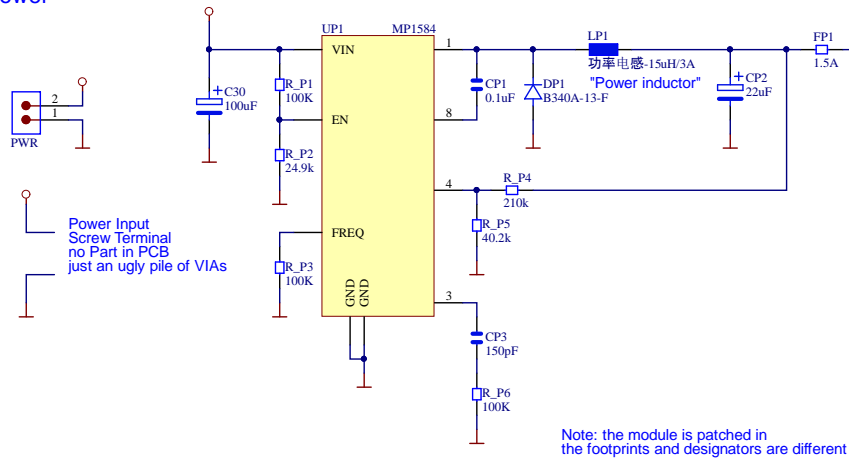 UP1 MP1584
VIN
1
LP1
功率电感-15uH/3A
"Power inductor"
FP1
1.5A
C30
100uF
R_P1
100K
CP1
0.1uF
DP1
B340A-13-F
CP2
22uF
2
1
PWR
EN
8
R_P2
24.9k
4
R_P4
210k
R_P5
40.2k
Power Input
Screw Terminal
no Part in PCB
just an ugly pile of VIAs
FREQ
R_P3
100K
GND
GND
3
CP3
150pF
R_P6
100K
Note: the module is patched in
the footprints and designators are different